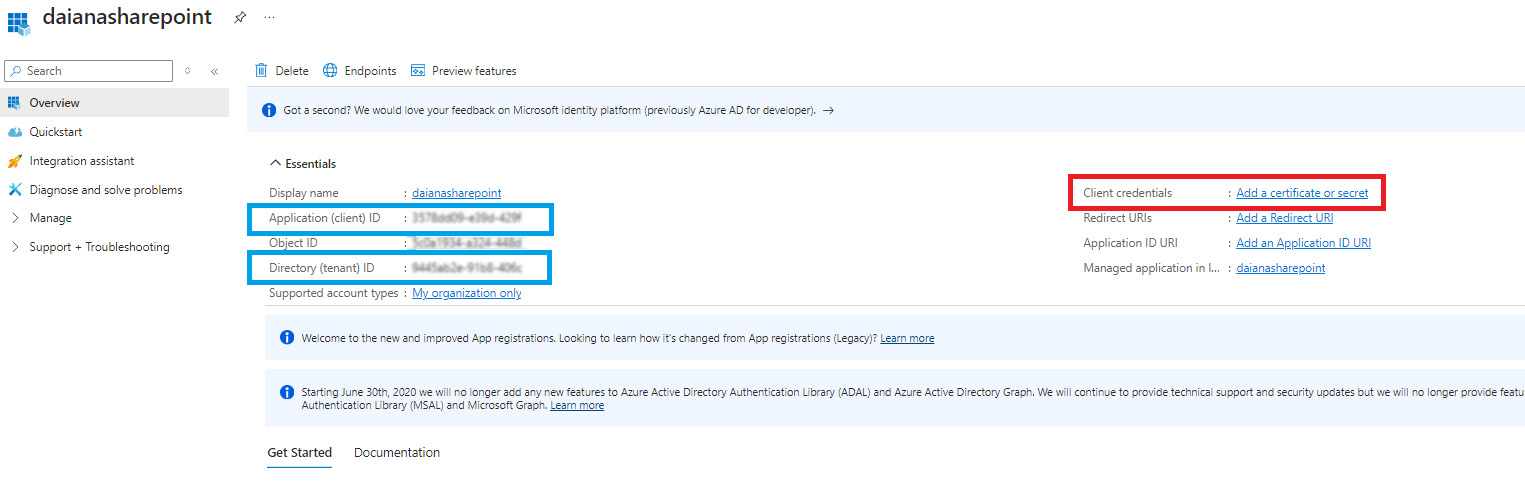 daianasharepoint
Search
Delete
Endpoints
Preview features
Overview
Quickstart
Integration assistant
Diagnose and solve problems
Manage
Support + Troubleshooting
Got a second? We would love your feedback on Microsoft identity platform (previously Azure AD for developer). →
Essentials
Display name : daianasharepoint
Application (client) ID :
Object ID :
Directory (tenant) ID :
Supported account types : My organization only
Client credentials : Add a certificate or secret
Redirect URIs : Add a Redirect URI
Application ID URI : Add an Application ID URI
Managed application in l... : daianasharepoint
Welcome to the new and improved App registrations. Looking to learn how it's changed from App registrations (Legacy)? Learn more
Starting June 30th, 2020 we will no longer add any new features to Azure Active Directory Authentication Library (ADAL) and Azure Active Directory Graph. We will continue to provide technical support and security updates but we will no longer provide featu
Authentication Library (MSAL) and Microsoft Graph. Learn more
Get Started
Documentation